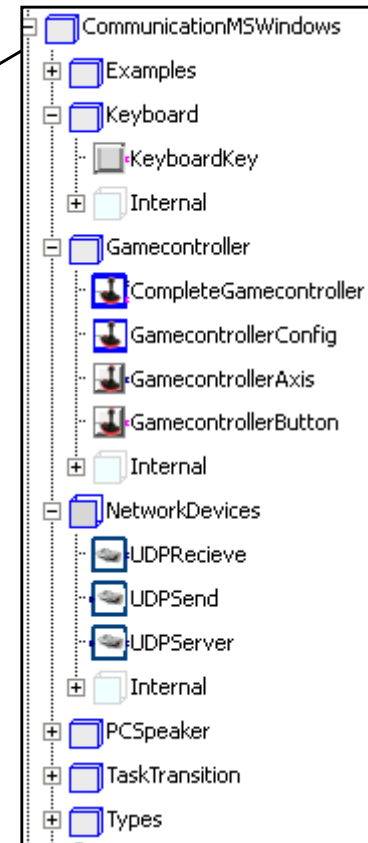 CommunicationMSWindows
Examples
Keyboard
KeyboardKey
Internal
Gamecontroller
CompleteGamecontroller
GamecontrollerConfig
GamecontrollerAxis
GamecontrollerButton
Internal
NetworkDevices
UDPRecieve
UDPSend
UDPServer
Internal
PCSpeaker
TaskTransition
Types